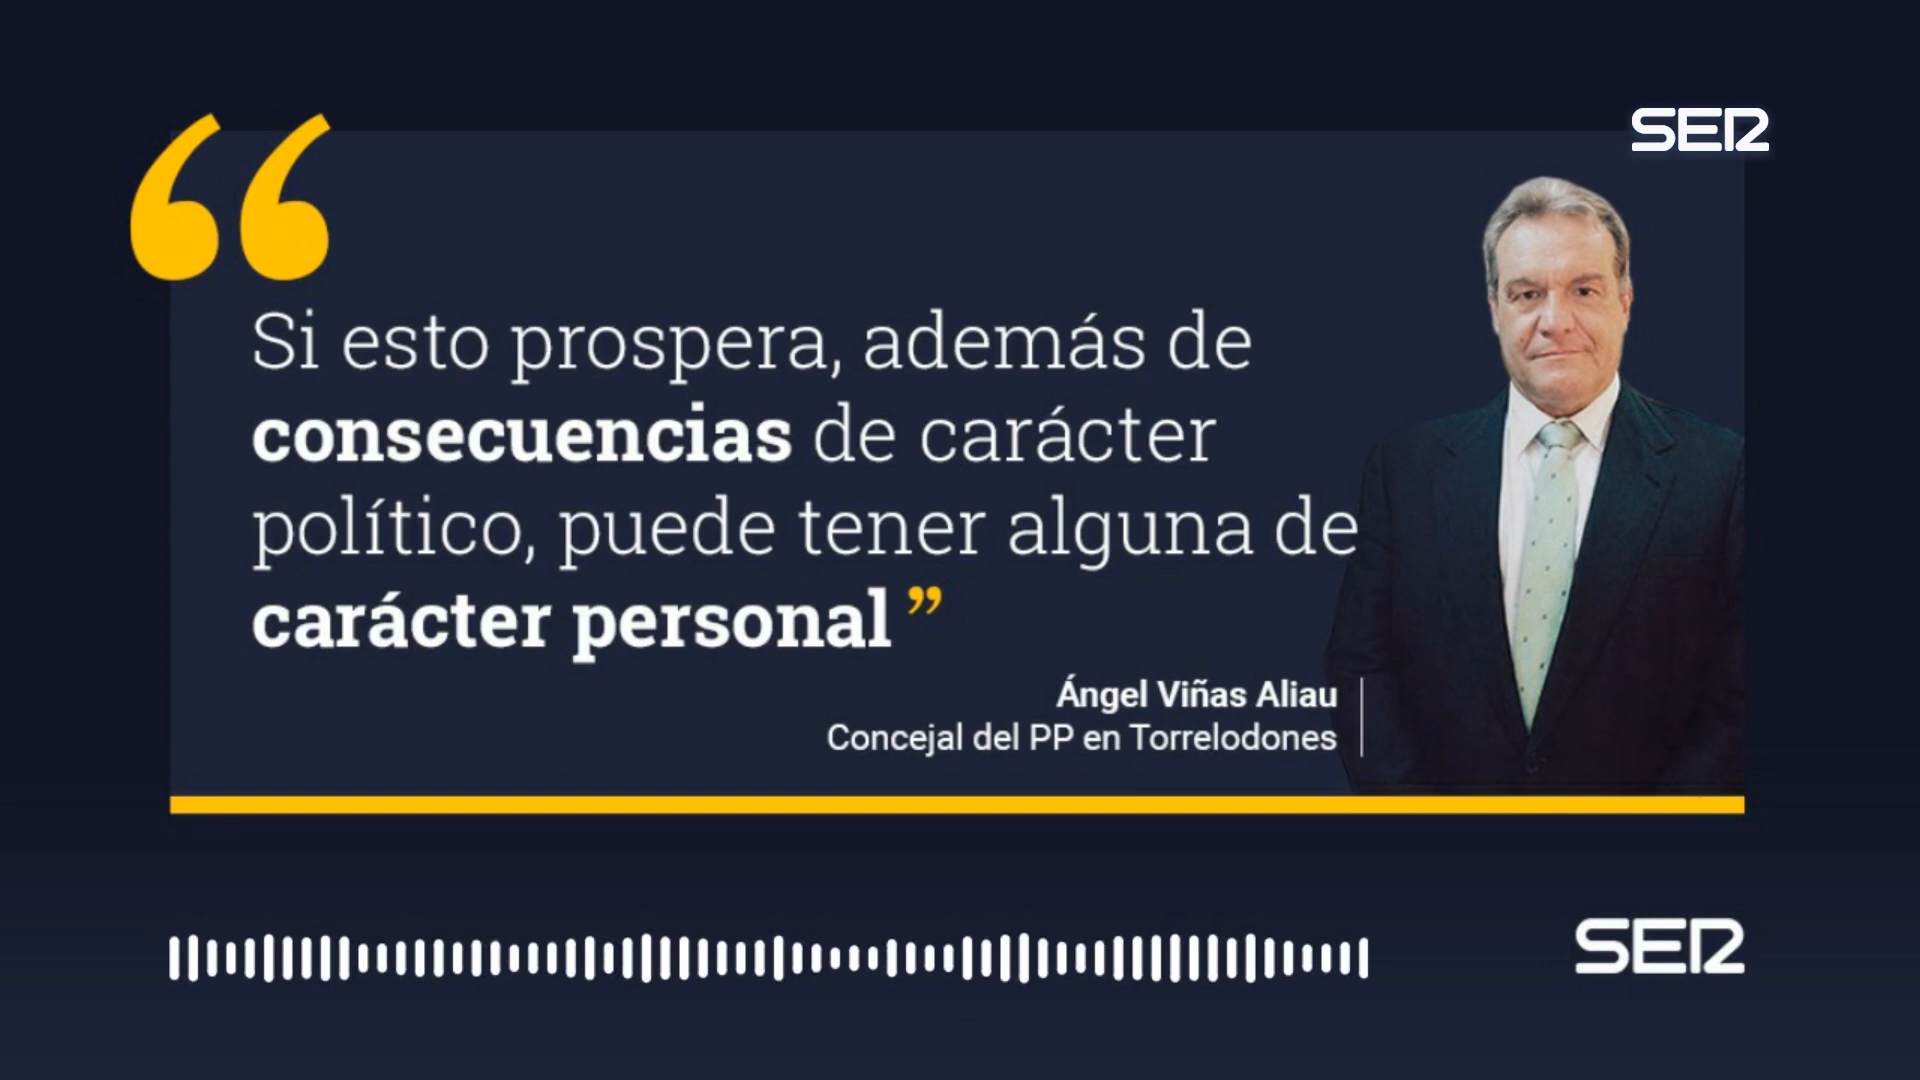 SER
“
Si esto prospera, además de
consecuencias de carácter
político, puede tener alguna de
carácter personal”
Ángel Viñas Aliau
Concejal del PP en Torrelodones
SER